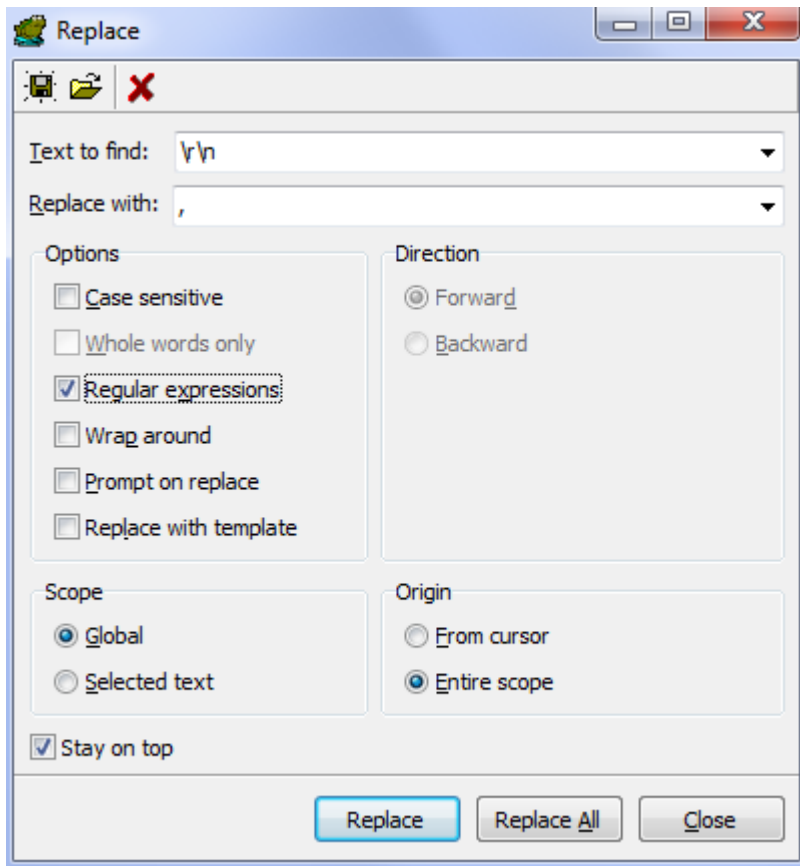 Replace
Text to find: \r\n
Replace with: ,
Options
Case sensitive
Whole words only
Regular expressions
Wrap around
Prompt on replace
Replace with template
Direction
Forward
Backward
Scope
Global
Selected text
Origin
From cursor
Entire scope
Stay on top
Replace Replace All Close